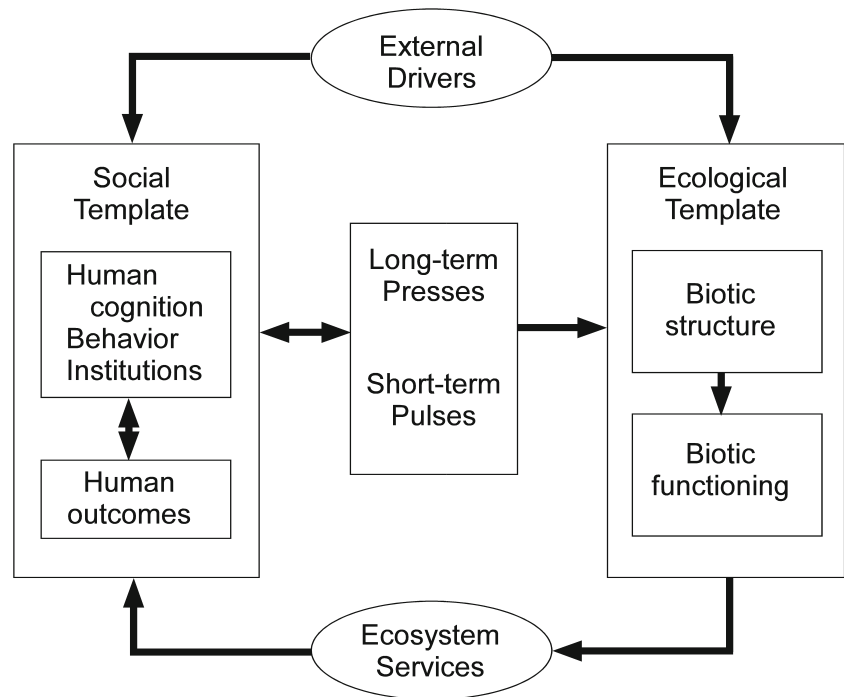 External
Drivers
Social
Template
Human
cognition
Behavior
Institutions
Human
outcomes
Long-term
Presses
Short-term
Pulses
Ecological
Template
Biotic
structure
Biotic
functioning
Ecosystem
Services